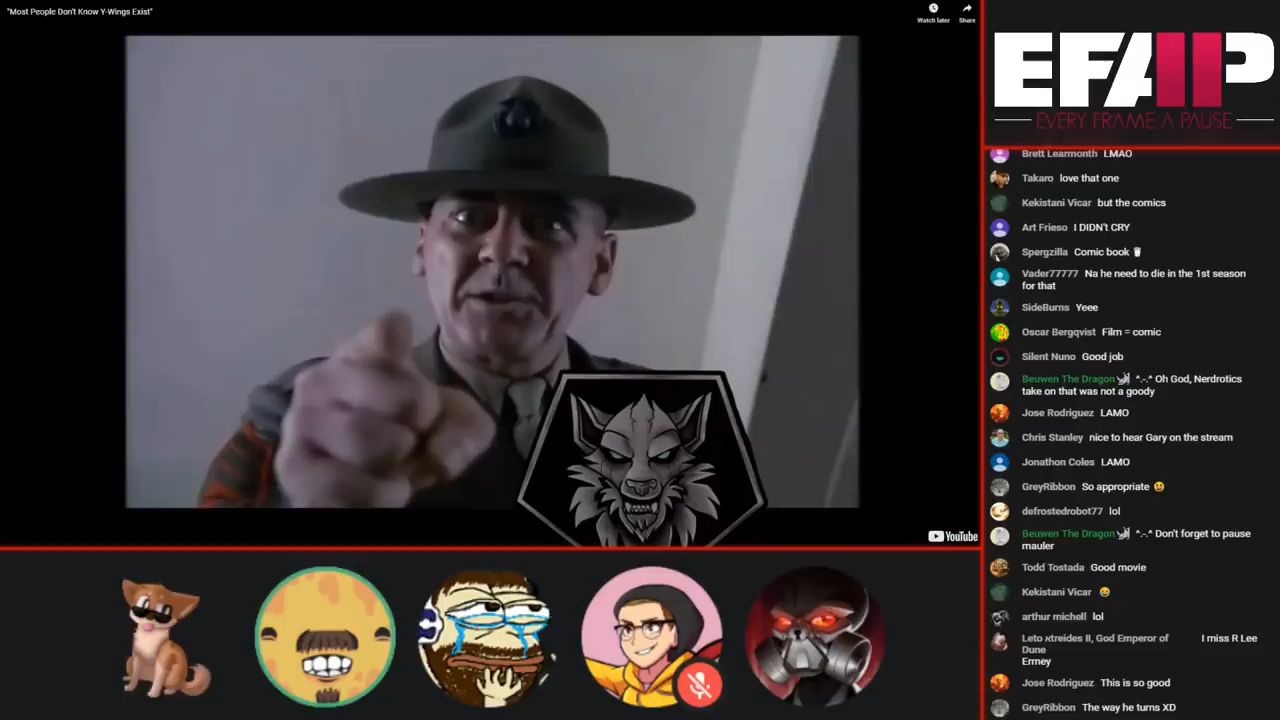 "Most People Don't Know Y-Wings Exist"
Watch later
Share
YouTube
EFAP
EVERY FRAME A PAUSE
Brett Learmonth LMAO
Takaro love that one
Kekistani Vicar but the comics
Art Frieso I DIDN't CRY
Spergzilla Comic book 🥛
Vader77777 Na he need to die in the 1st season
for that
SideBurns Yeee
Oscar Bergqvist Film = comic
Silent Nuno Good job
Beuwen The Dragon ^.-.^ Oh God, Nerdrotics
take on that was not a goody
Jose Rodriguez LAMO
Chris Stanley nice to hear Gary on the stream
Jonathon Coles LAMO
GreyRibbon So appropriate 😃
defrostedrobot77 lol
Beuwen The Dragon ^.-.^ Don't forget to pause
mauler
Todd Tostada Good movie
Kekistani Vicar 😂
arthur michell lol
Leto Atreides II, God Emperor of I miss R Lee
Dune
Ermey
Jose Rodriguez This is so good
GreyRibbon The way he turns XD